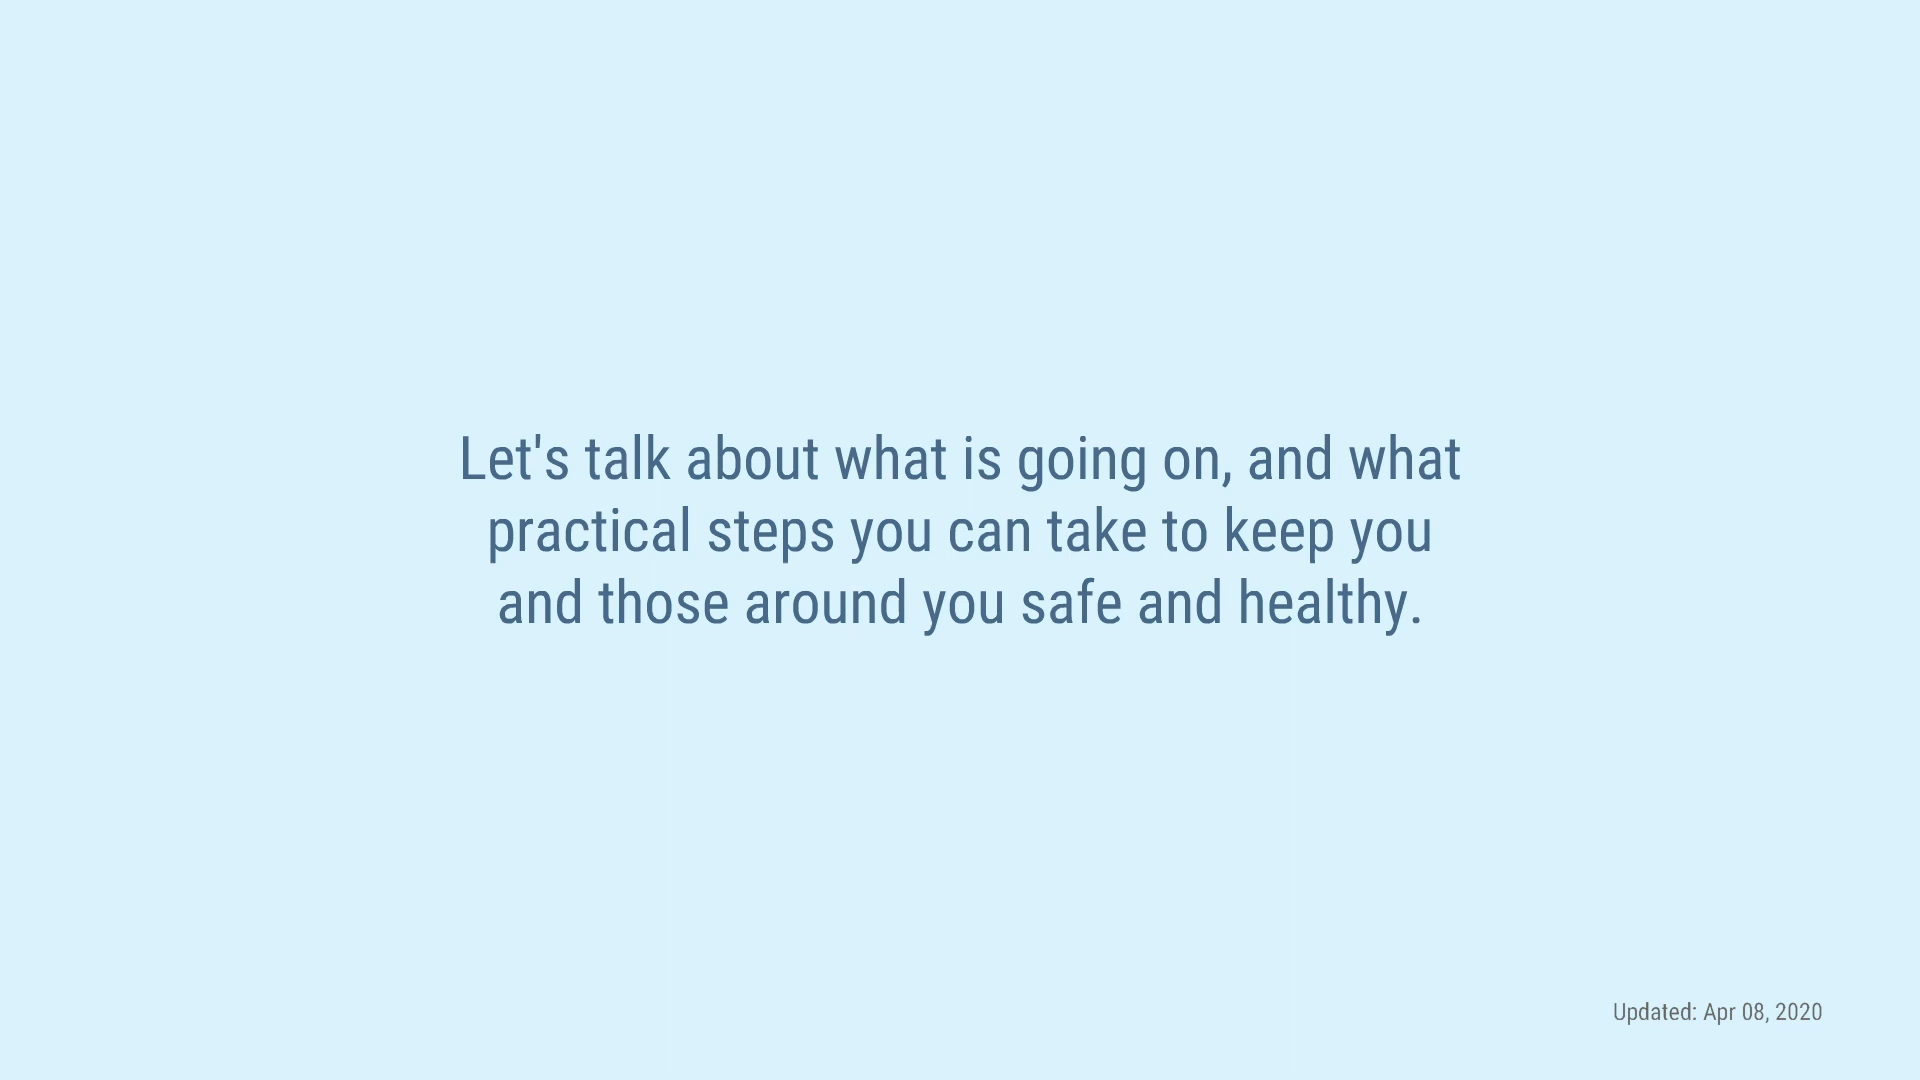 Let's talk about what is going on, and what
practical steps you can take to keep you
and those around you safe and healthy.
Updated: Apr 08, 2020